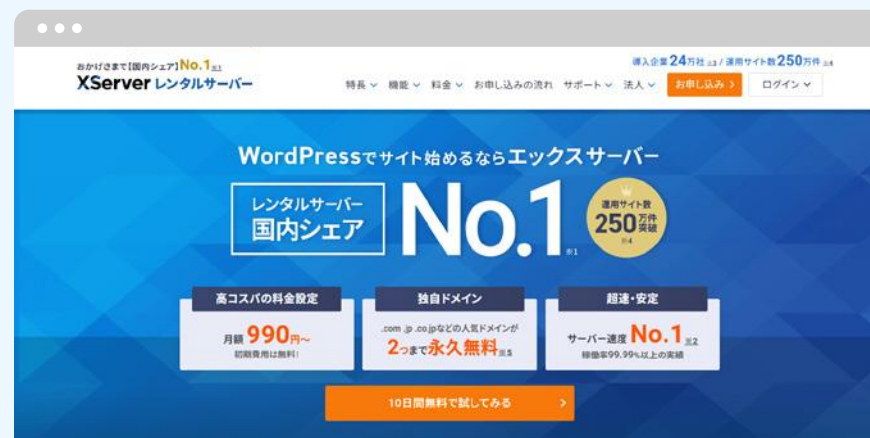 おかげさまで【国内シェア】No.1※1
XServer レンタルサーバー
導入企業24万社※3 / 運用サイト数250万件※4
特長 機能 料金 お申し込みの流れ サポート 法人 お申し込み ログイン
WordPressでサイト始めるならエックスサーバー
レンタルサーバー
国内シェア
No.1※1
運用サイト数
250万件突破
※4
高コスパの料金設定
月額990円〜
初期費用は無料!
独自ドメイン
.com .jp .co.jpなどの人気ドメインが
2つまで永久無料※5
超速・安定
サーバー速度 No.1※2
稼働率99.99%以上の実績
10日間無料で試してみる